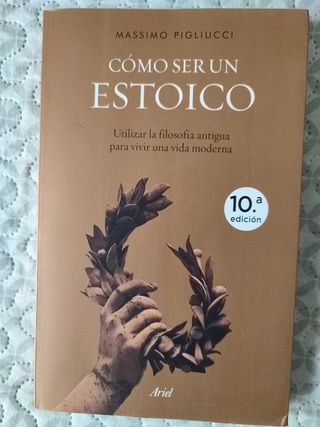 MASSIMO PIGLIUCCI
CÓMO SER UN
ESTOICO
Utilizar la filosofía antigua
para vivir una vida moderna
10.ª
edición
Ariel